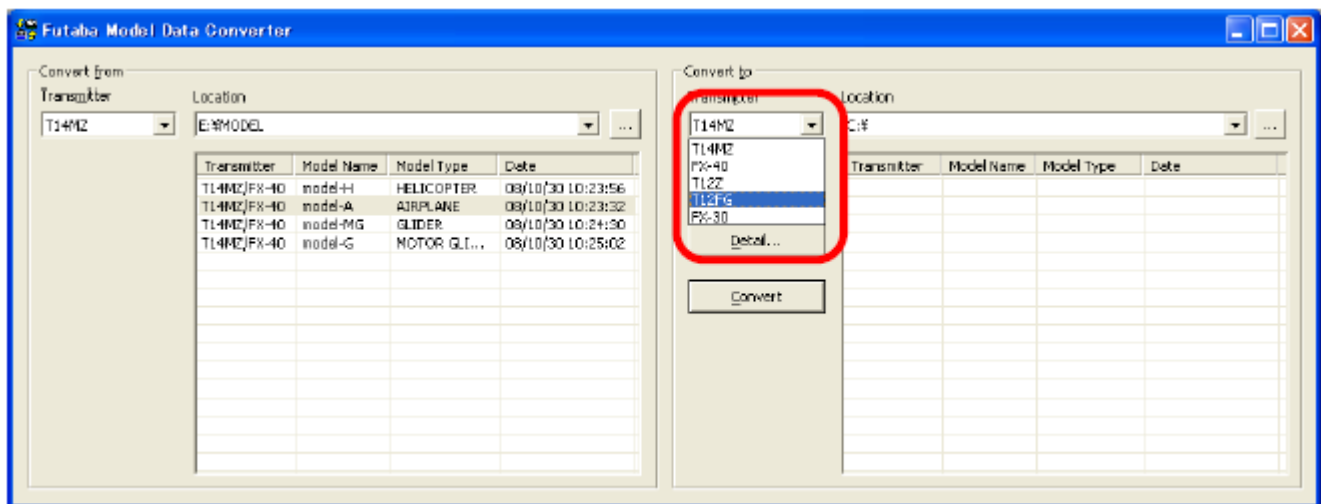 Futaba Model Data Converter
Convert from
Transmitter Location
T14MZ E:¥MODEL ...
Transmitter Model Name Model Type Date
T14MZ/FX-40 model-H HELICOPTER 08/10/30 10:23:56
T14MZ/FX-40 model-A AIRPLANE 08/10/30 10:23:32
T14MZ/FX-40 model-MG GLIDER 08/10/30 10:24:30
T14MZ/FX-40 model-G MOTOR GLI... 08/10/30 10:25:02
Convert to
Transmitter Location
T14MZ C:¥ ...
T14MZ
FX-40
T12Z
T12FG
FX-30
Detail...
Convert
Transmitter Model Name Model Type Date